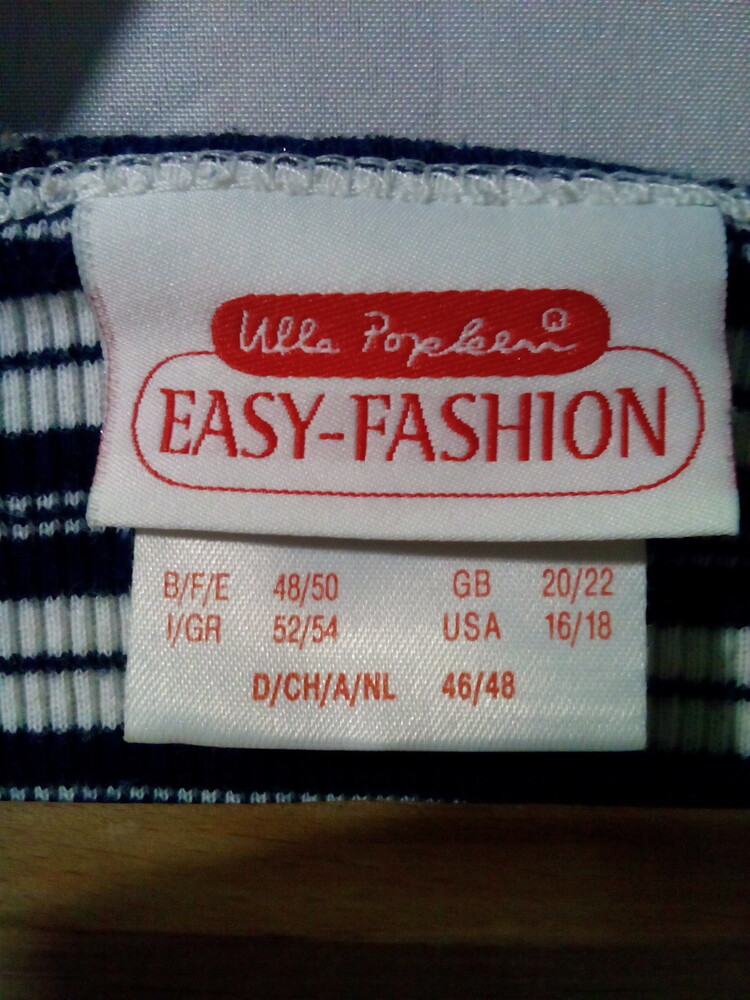 Ulla Popken®
EASY-FASHION
B/F/E 48/50 GB 20/22
I/GR 52/54 USA 16/18
D/CH/A/NL 46/48